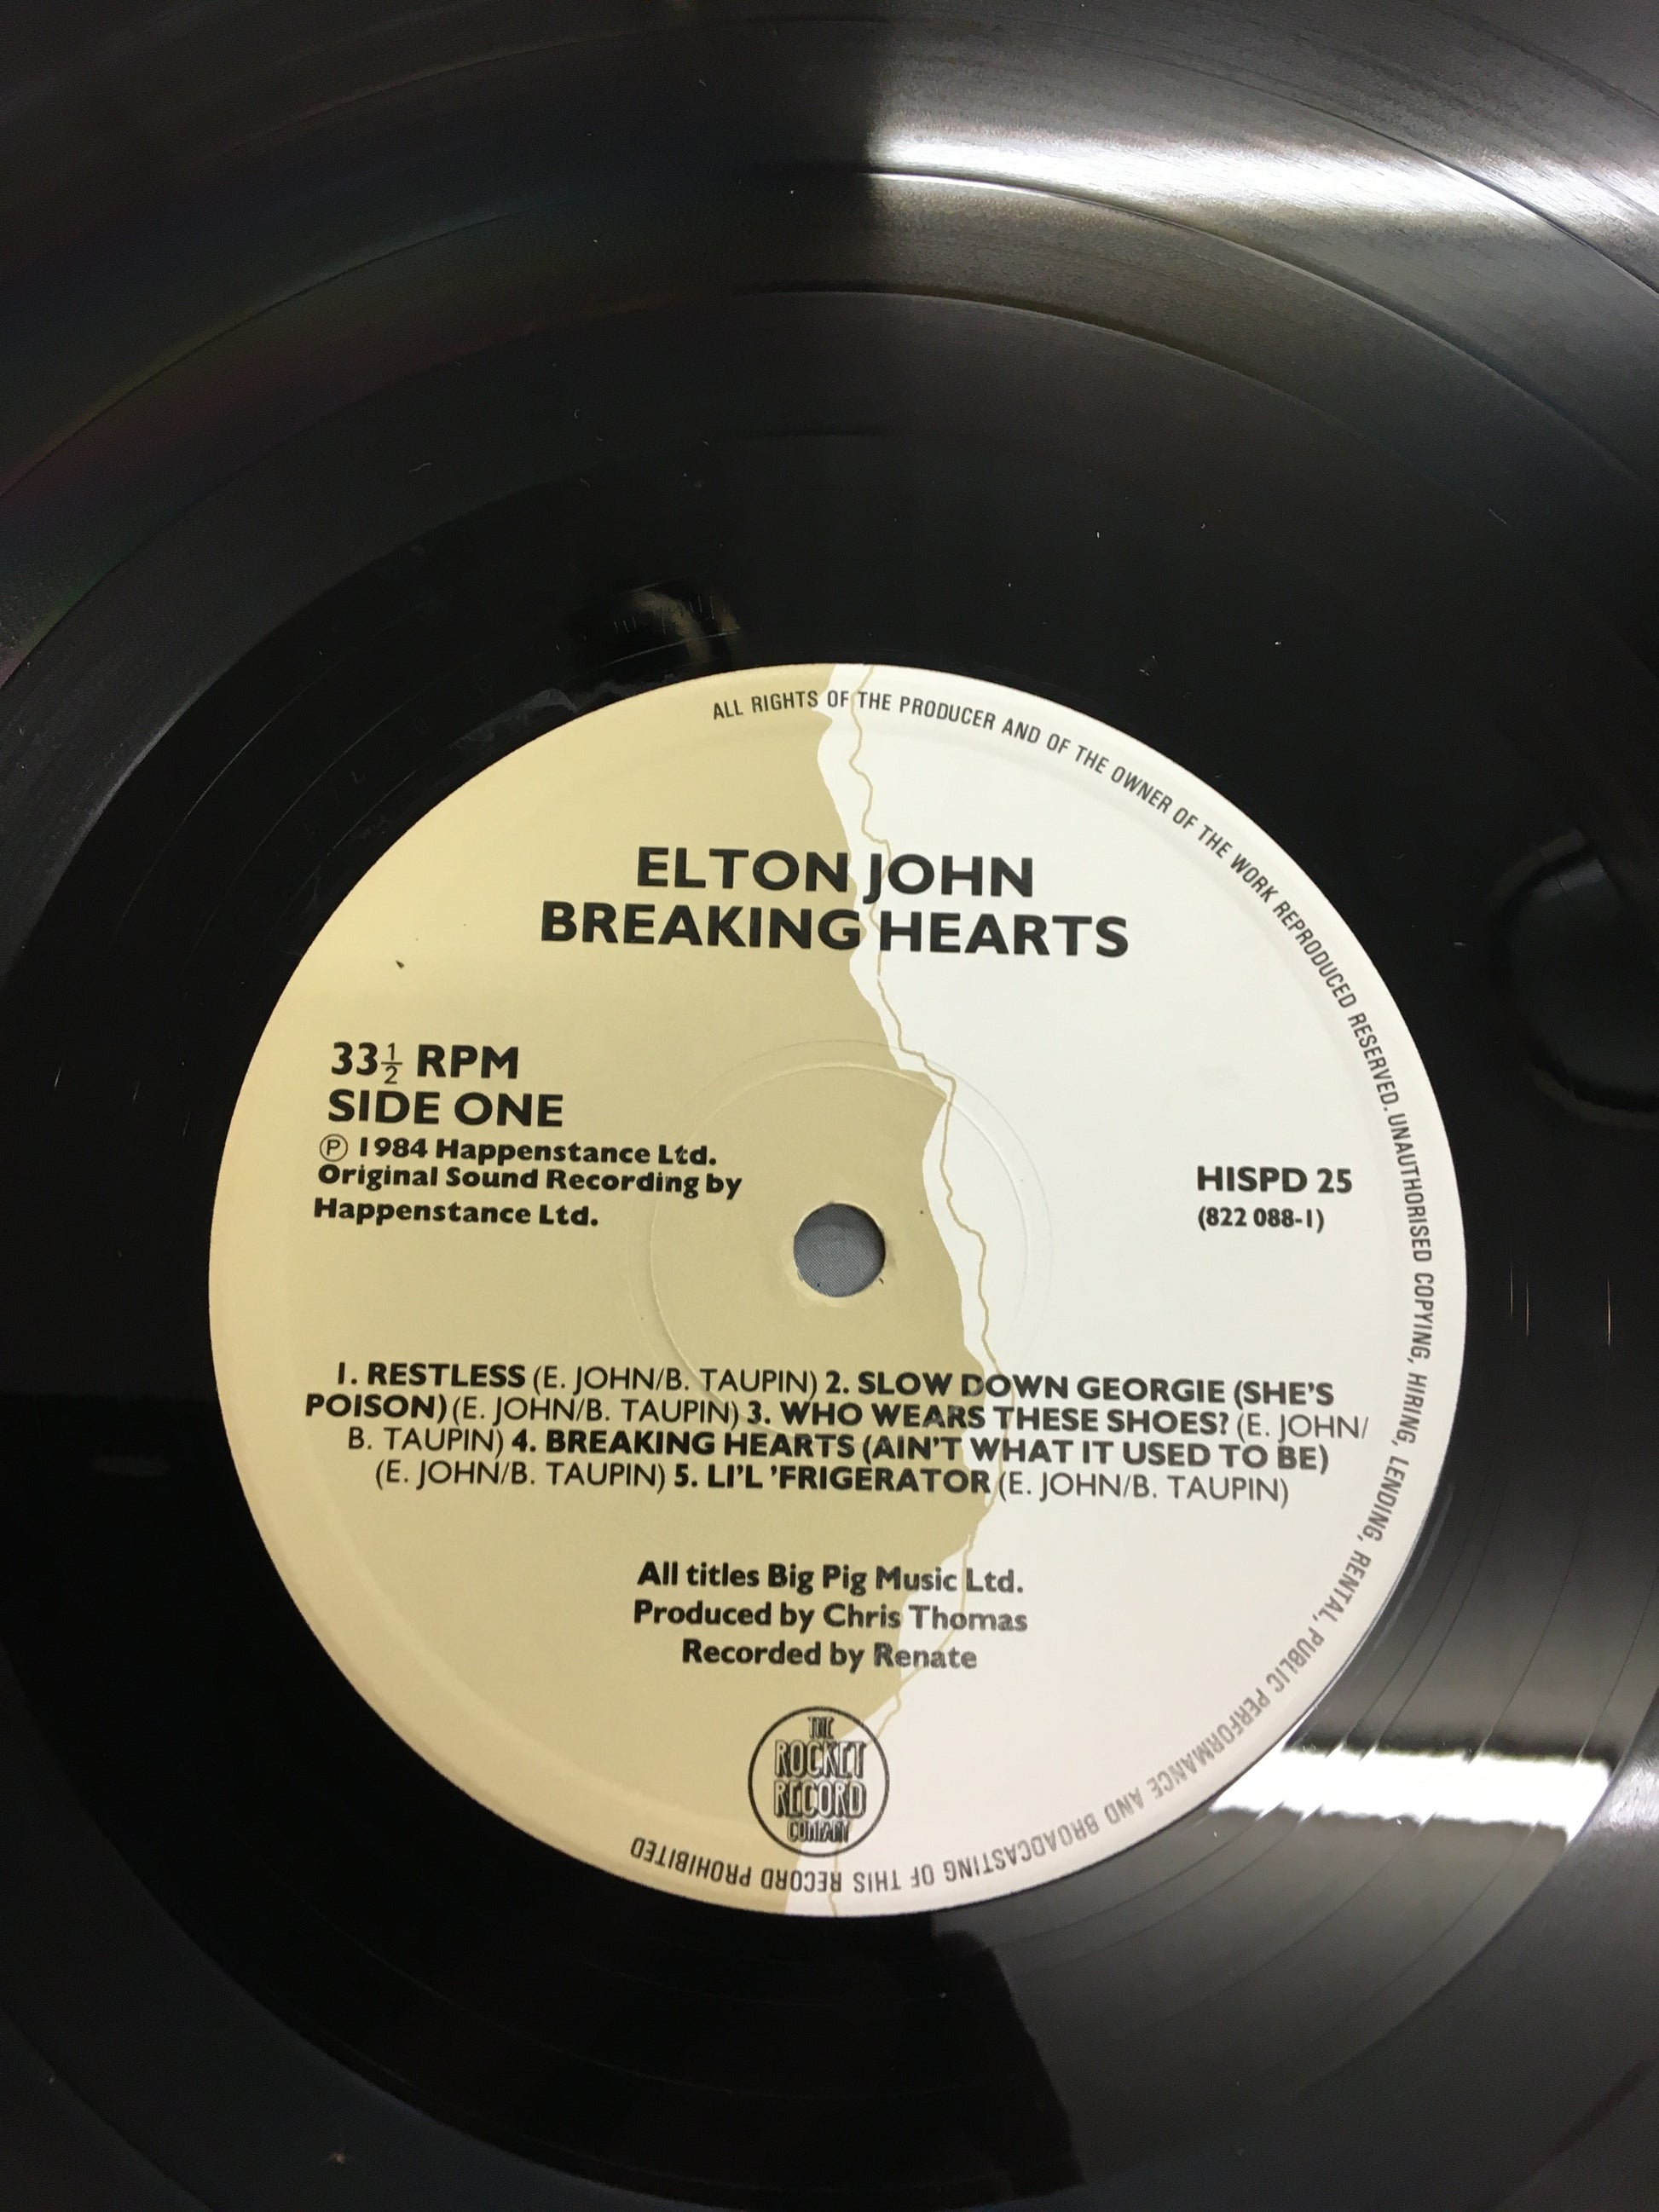 ALL RIGHTS OF THE PRODUCER AND OF THE OWNER OF THE WORK REPRODUCED RESERVED. UNAUTHORISED COPYING, HIRING, LENDING, RENTAL, PUBLIC PERFORMANCE AND BROADCASTING OF THIS RECORD PROHIBITED
ELTON JOHN
BREAKING HEARTS
33½ RPM
SIDE ONE
℗ 1984 Happenstance Ltd.
Original Sound Recording by
Happenstance Ltd.
HISPD 25
(822 088-1)
1. RESTLESS (E. JOHN/B. TAUPIN) 2. SLOW DOWN GEORGIE (SHE'S
POISON) (E. JOHN/B. TAUPIN) 3. WHO WEARS THESE SHOES? (E. JOHN/
B. TAUPIN) 4. BREAKING HEARTS (AIN'T WHAT IT USED TO BE)
(E. JOHN/B. TAUPIN) 5. LI'L 'FRIGERATOR (E. JOHN/B. TAUPIN)
All titles Big Pig Music Ltd.
Produced by Chris Thomas
Recorded by Renate
THE
ROCKET
RECORD
COMPANY